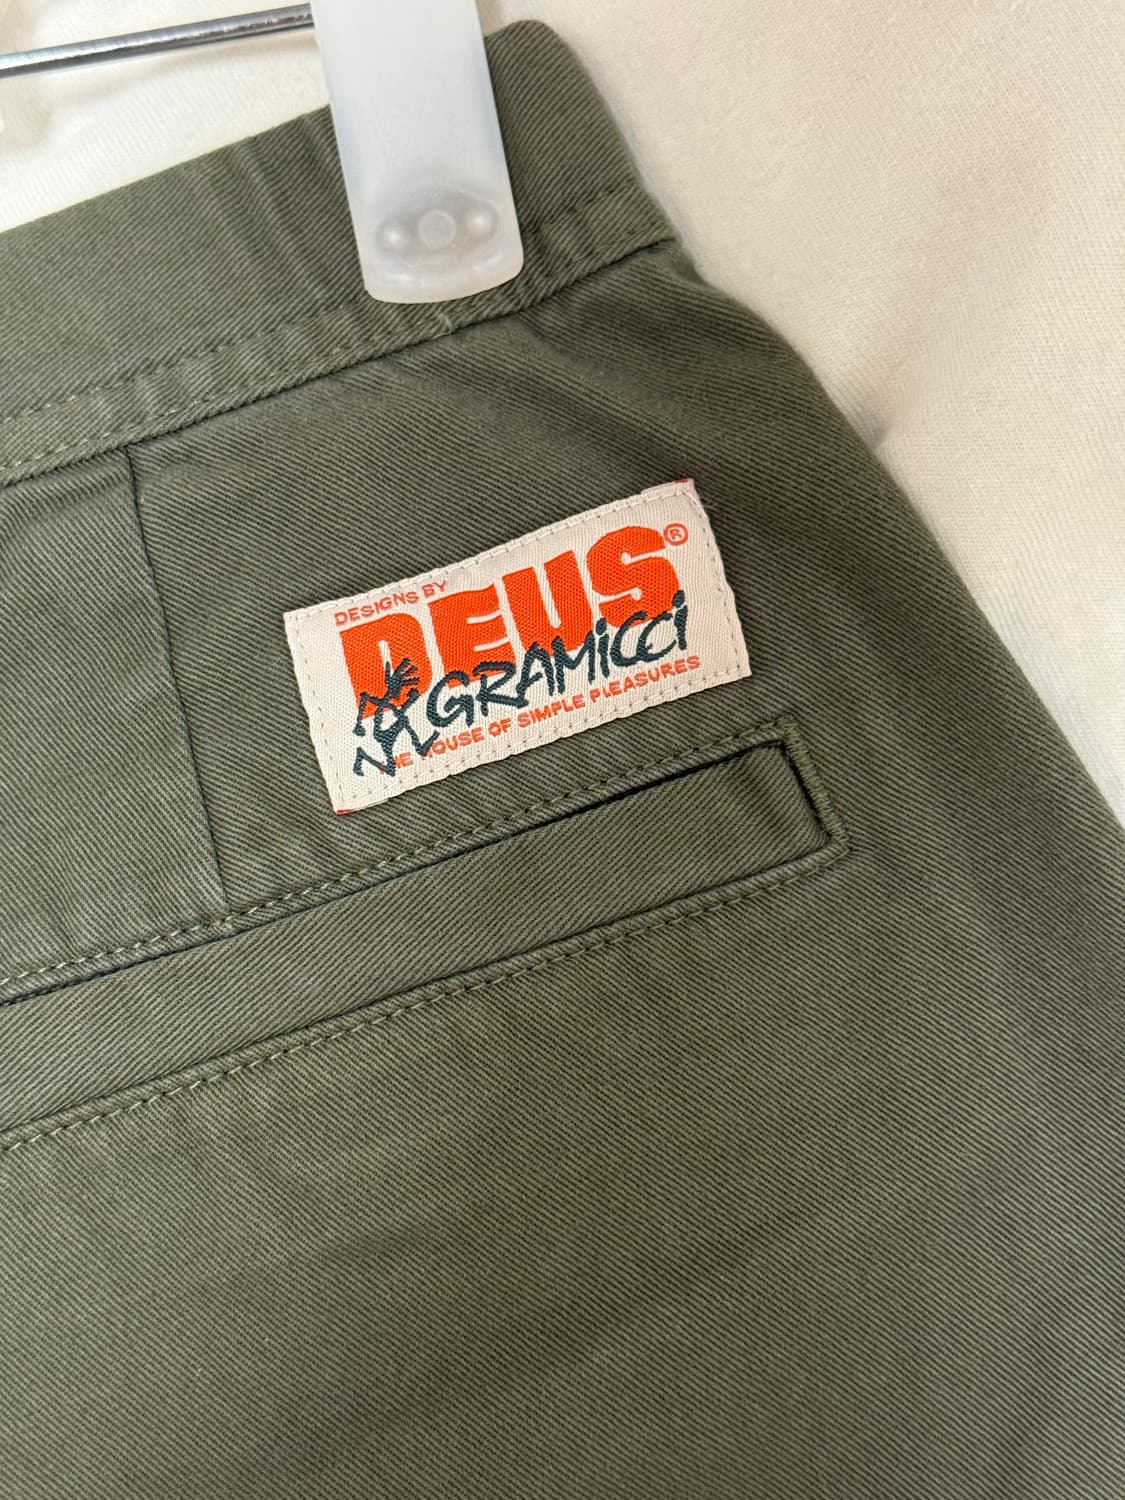 DESIGNS BY
DEUS®
GRAMiCCi
THE HOUSE OF SIMPLE PLEASURES